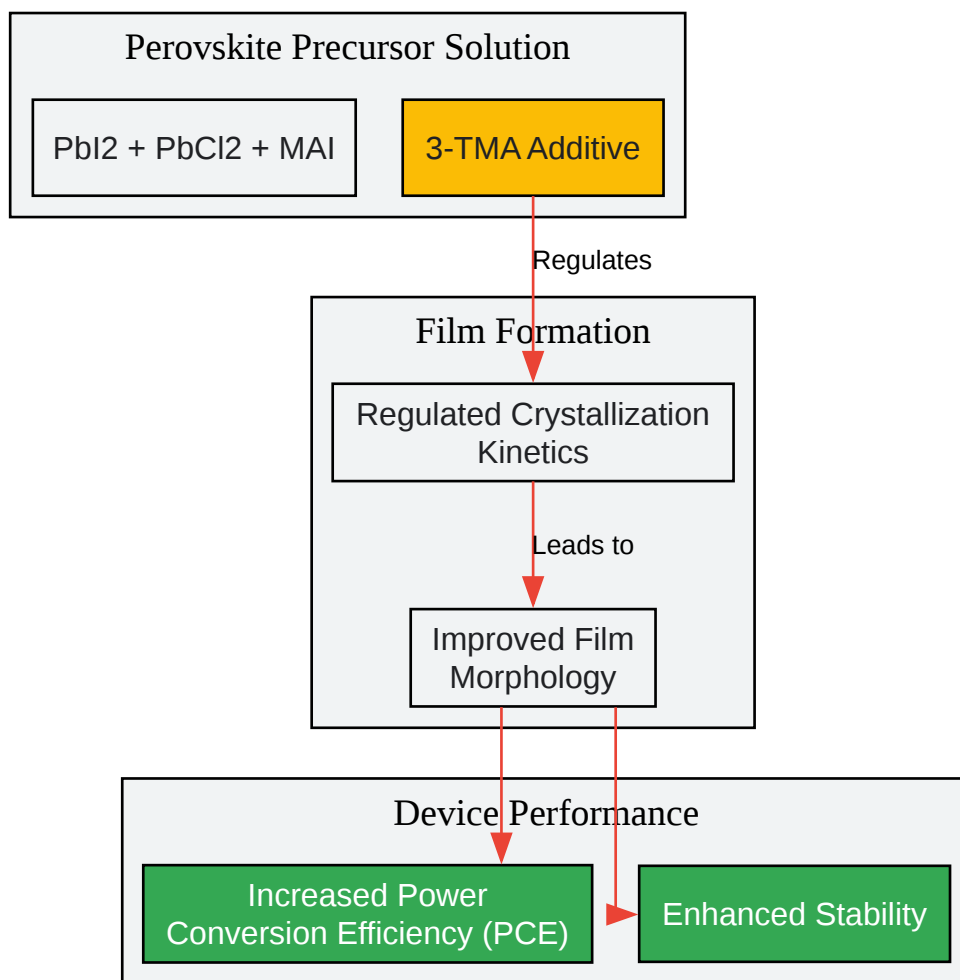 Perovskite Precursor Solution
PbI2 + PbCl2 + MAI
3-TMA Additive
Regulates
Film Formation
Regulated Crystallization
Kinetics
Leads to
Improved Film
Morphology
Device Performance
Increased Power
Conversion Efficiency (PCE)
Enhanced Stability